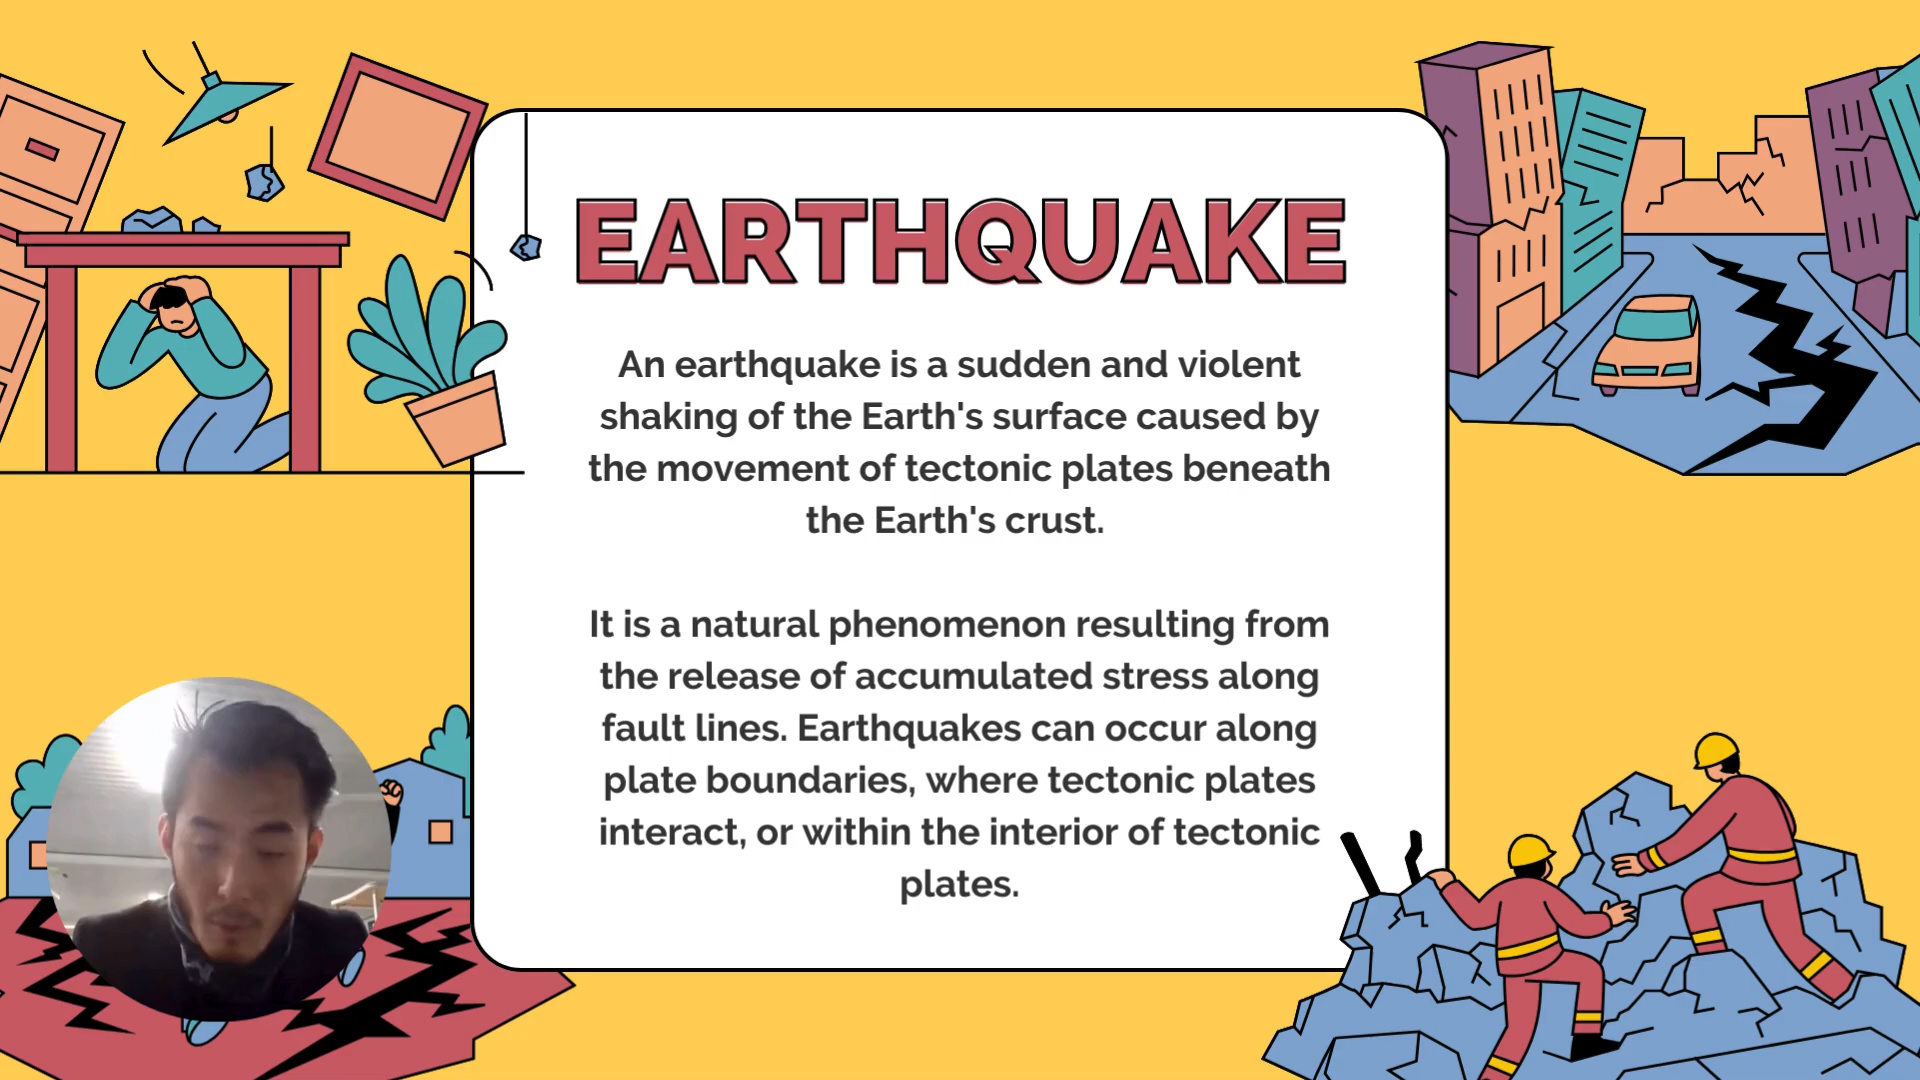 EARTHQUAKE
An earthquake is a sudden and violent
shaking of the Earth's surface caused by
the movement of tectonic plates beneath
the Earth's crust.
It is a natural phenomenon resulting from
the release of accumulated stress along
fault lines. Earthquakes can occur along
plate boundaries, where tectonic plates
interact, or within the interior of tectonic
plates.